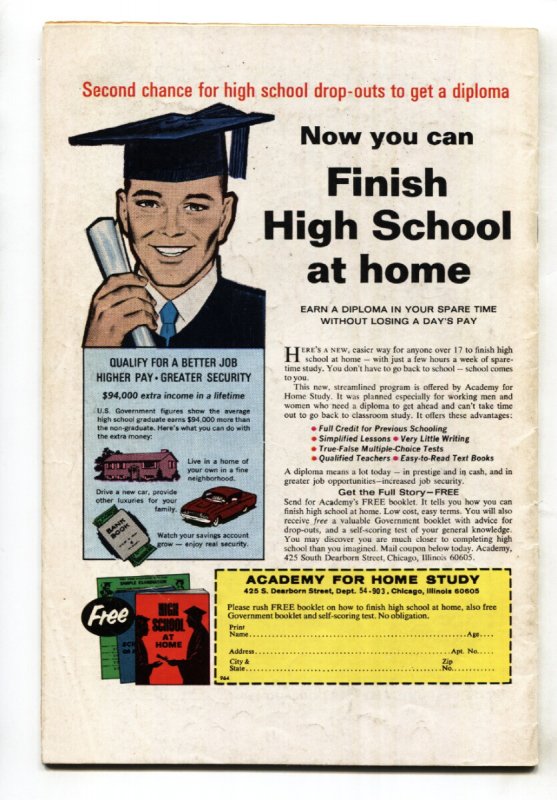 Second chance for high school drop-outs to get a diploma
Now you can
Finish
High School
at home
EARN A DIPLOMA IN YOUR SPARE TIME
WITHOUT LOSING A DAY'S PAY
HERE'S A NEW, easier way for anyone over 17 to finish high
school at home – with just a few hours a week of spare-
time study. You don't have to go back to school – school comes
to you.
This new, streamlined program is offered by Academy for
Home Study. It was planned especially for working men and
women who need a diploma to get ahead and can't take time
out to go back to classroom study. It offers these advantages:
• Full Credit for Previous Schooling
• Simplified Lessons • Very Little Writing
• True-False Multiple-Choice Tests
• Qualified Teachers • Easy-to-Read Text Books
A diploma means a lot today – in prestige and in cash, and in
greater job opportunities–increased job security.
Get the Full Story–FREE
Send for Academy's FREE booklet. It tells you how you can
finish high school at home. Low cost, easy terms. You will also
receive free a valuable Government booklet with advice for
drop-outs, and a self-scoring test of your general knowledge.
You may discover you are much closer to completing high
school than you imagined. Mail coupon below today. Academy,
425 South Dearborn Street, Chicago, Illinois 60605.
QUALIFY FOR A BETTER JOB
HIGHER PAY • GREATER SECURITY
$94,000 extra income in a lifetime
U.S. Government figures show the average
high school graduate earns $94,000 more than
the non-graduate. Here's what you can do with
the extra money:
Live in a home of
your own in a fine
neighborhood.
Drive a new car, provide
other luxuries for your
family.
BANK
BOOK
Watch your savings account
grow – enjoy real security.
Free
HIGH
SCHOOL
AT
HOME
ACADEMY FOR HOME STUDY
425 S. Dearborn Street, Dept. 54-903, Chicago, Illinois 60605
Please rush FREE booklet on how to finish high school at home, also free
Government booklet and self-scoring test. No obligation.
Print
Name Age
Address Apt. No.
City & Zip
State No.
964